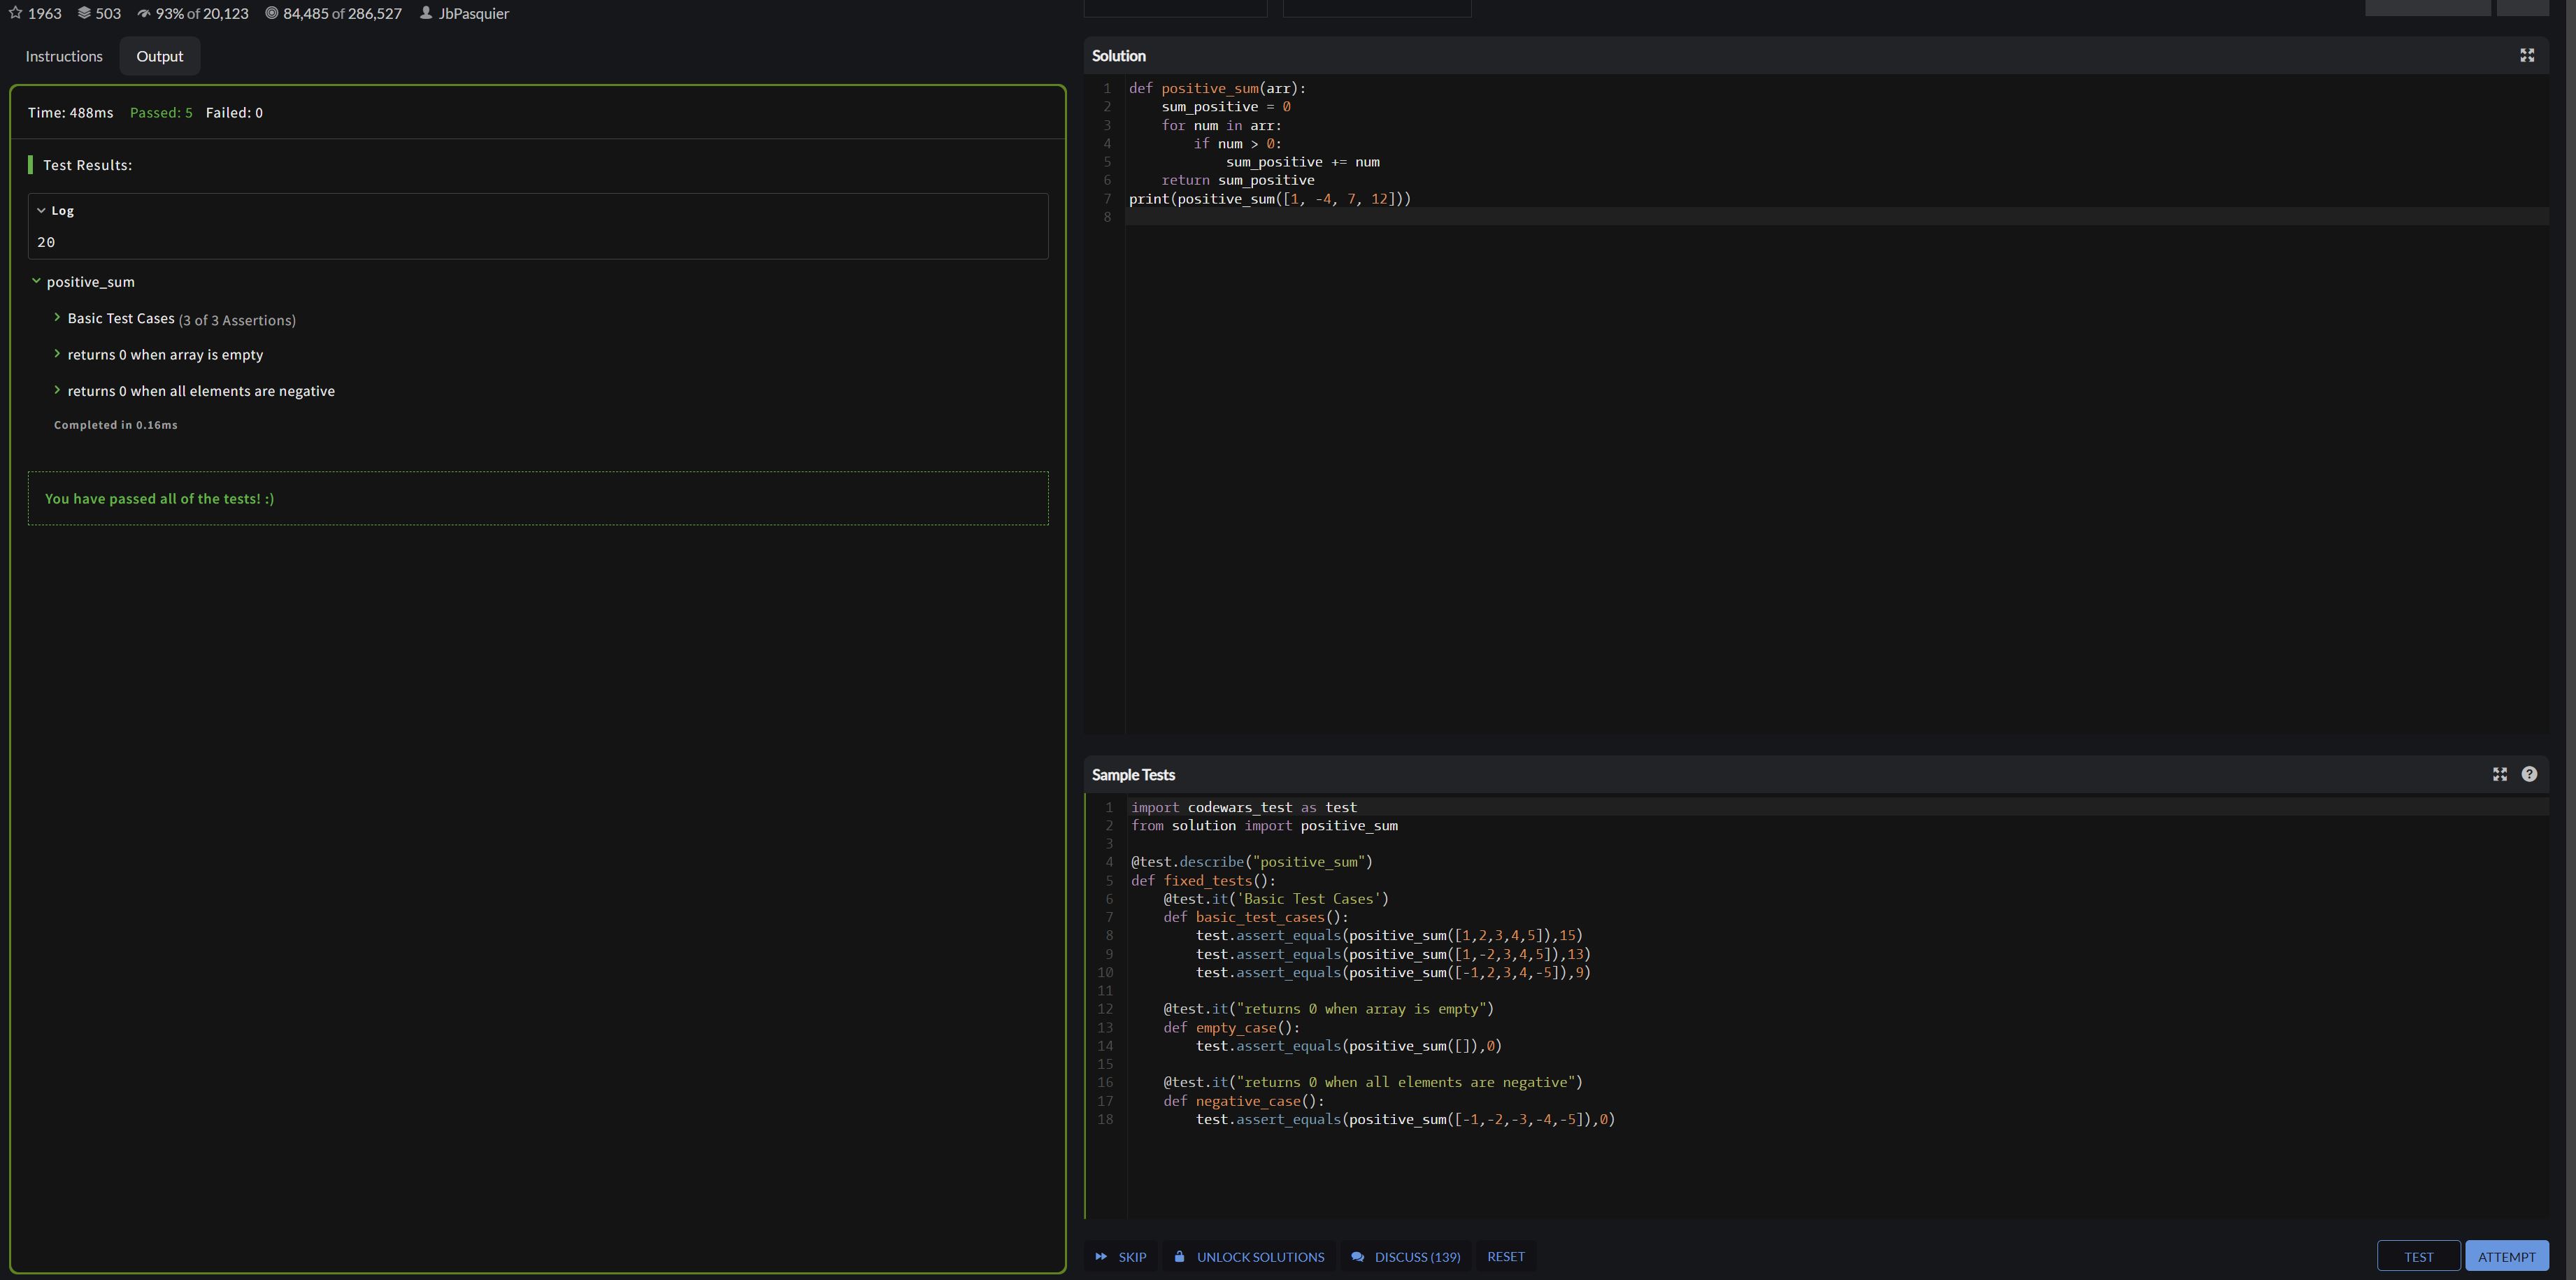 1963 503 93% of 20,123 84,485 of 286,527 JbPasquier
Instructions Output
Time: 488ms Passed: 5 Failed: 0
Test Results:
Log
20
positive_sum
Basic Test Cases (3 of 3 Assertions)
returns 0 when array is empty
returns 0 when all elements are negative
Completed in 0.16ms
You have passed all of the tests! :)
Solution
1 def positive_sum(arr):
2     sum_positive = 0
3     for num in arr:
4         if num > 0:
5             sum_positive += num
6     return sum_positive
7 print(positive_sum([1, -4, 7, 12]))
8
Sample Tests
1 import codewars_test as test
2 from solution import positive_sum
3
4 @test.describe("positive_sum")
5 def fixed_tests():
6     @test.it('Basic Test Cases')
7     def basic_test_cases():
8         test.assert_equals(positive_sum([1,2,3,4,5]),15)
9         test.assert_equals(positive_sum([1,-2,3,4,5]),13)
10         test.assert_equals(positive_sum([-1,2,3,4,-5]),9)
11
12     @test.it("returns 0 when array is empty")
13     def empty_case():
14         test.assert_equals(positive_sum([]),0)
15
16     @test.it("returns 0 when all elements are negative")
17     def negative_case():
18         test.assert_equals(positive_sum([-1,-2,-3,-4,-5]),0)
SKIP UNLOCK SOLUTIONS DISCUSS (139) RESET TEST ATTEMPT